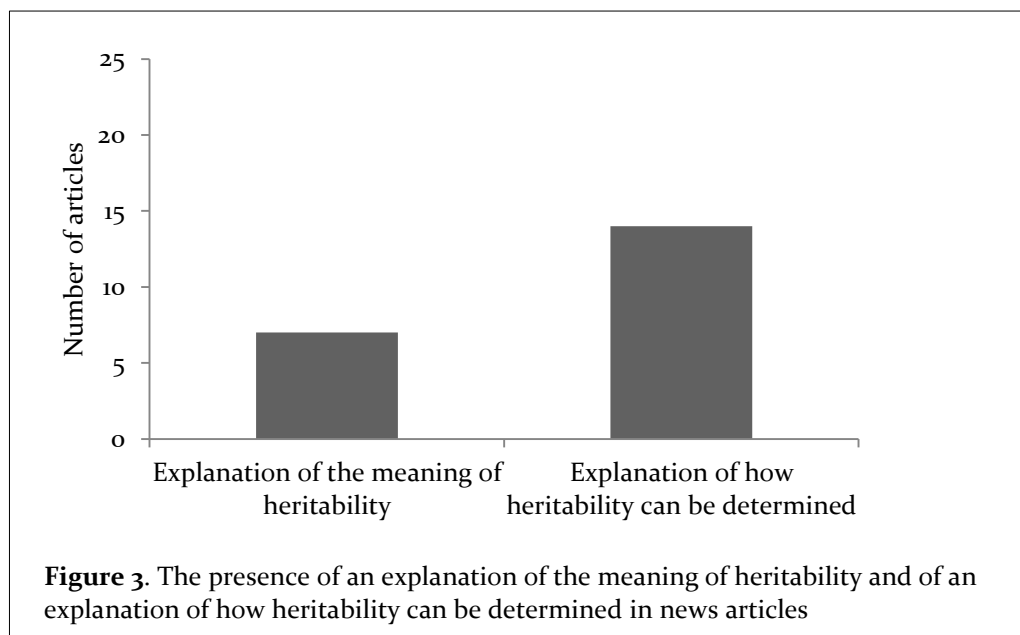 25
20
15
10
5
0
Number of articles
Explanation of the meaning of
heritability
Explanation of how
heritability can be determined
Figure 3. The presence of an explanation of the meaning of heritability and of an
explanation of how heritability can be determined in news articles